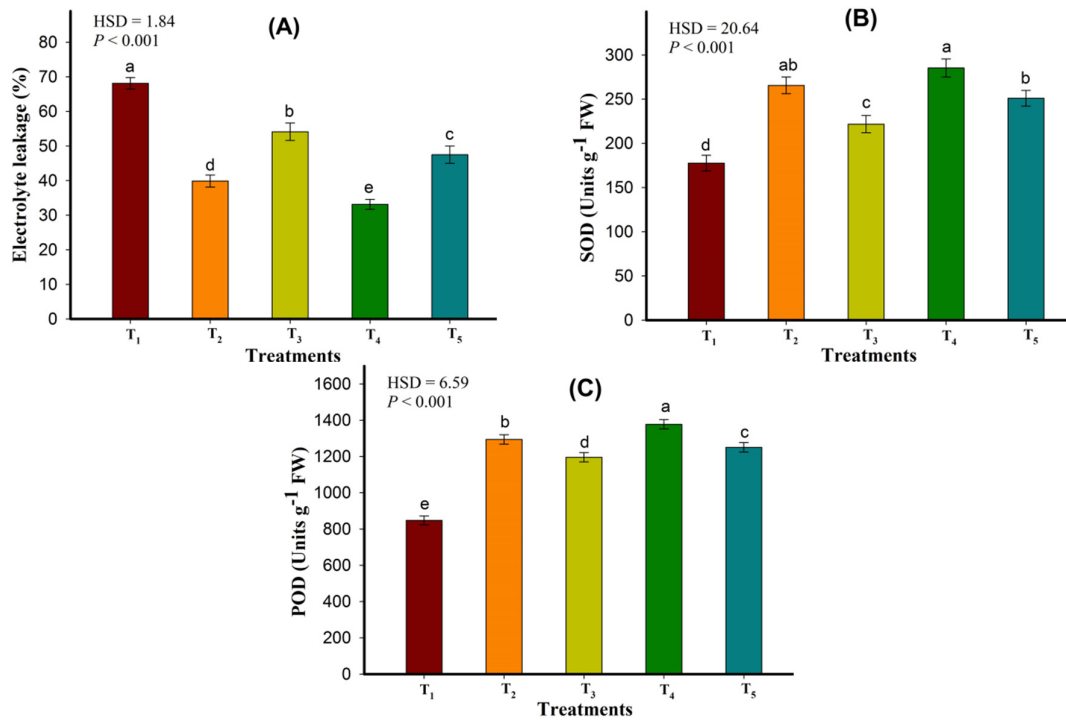 HSD = 1.84
P < 0.001
(A)
Electrolyte leakage (%)
80
70
60
50
40
30
20
10
0
a
d
b
e
c
T₁ T₂ T₃ T₄ T₅
Treatments
HSD = 20.64
P < 0.001
(B)
SOD (Units g⁻¹ FW)
300
250
200
150
100
50
0
d
ab
c
a
b
T₁ T₂ T₃ T₄ T₅
Treatments
HSD = 6.59
P < 0.001
(C)
POD (Units g⁻¹ FW)
1600
1400
1200
1000
800
600
400
200
0
e
b
d
a
c
T₁ T₂ T₃ T₄ T₅
Treatments